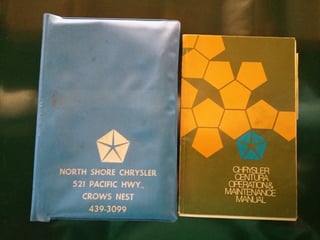 NORTH SHORE CHRYSLER
521 PACIFIC HWY.,
CROWS NEST
439-3099
CHRYSLER
CENTURA
OPERATION &
MAINTENANCE
MANUAL